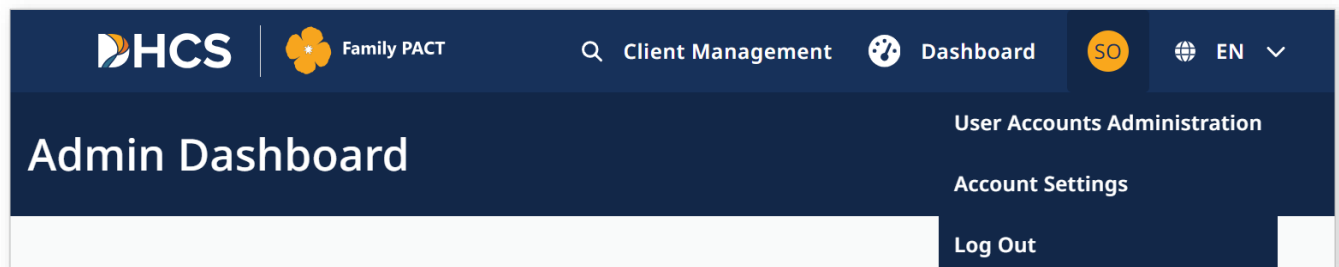 DHCS Family PACT Client Management Dashboard SO EN
Admin Dashboard
User Accounts Administration
Account Settings
Log Out